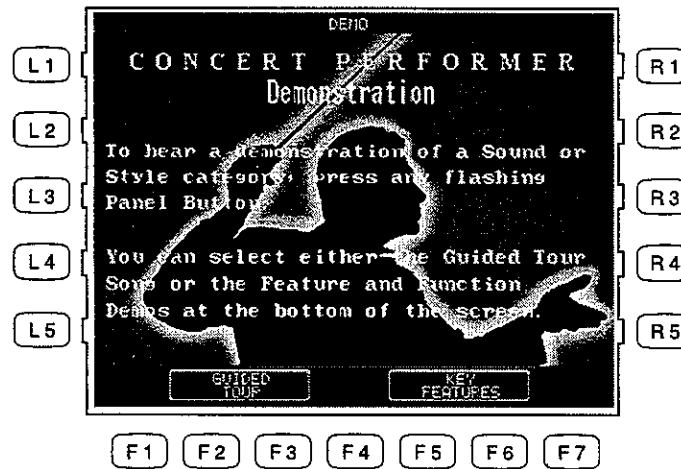 DEMO
CONCERT PERFORMER
Demonstration
L1
L2
L3
L4
L5
R1
R2
R3
R4
R5
To hear a demonstration of a Sound or
Style category, press any flashing
Panel Button.
You can select either the Guided Tour
Song or the Feature and Function
Demos at the bottom of the screen.
GUIDED
TOUR
KEY
FEATURES
F1 F2 F3 F4 F5 F6 F7